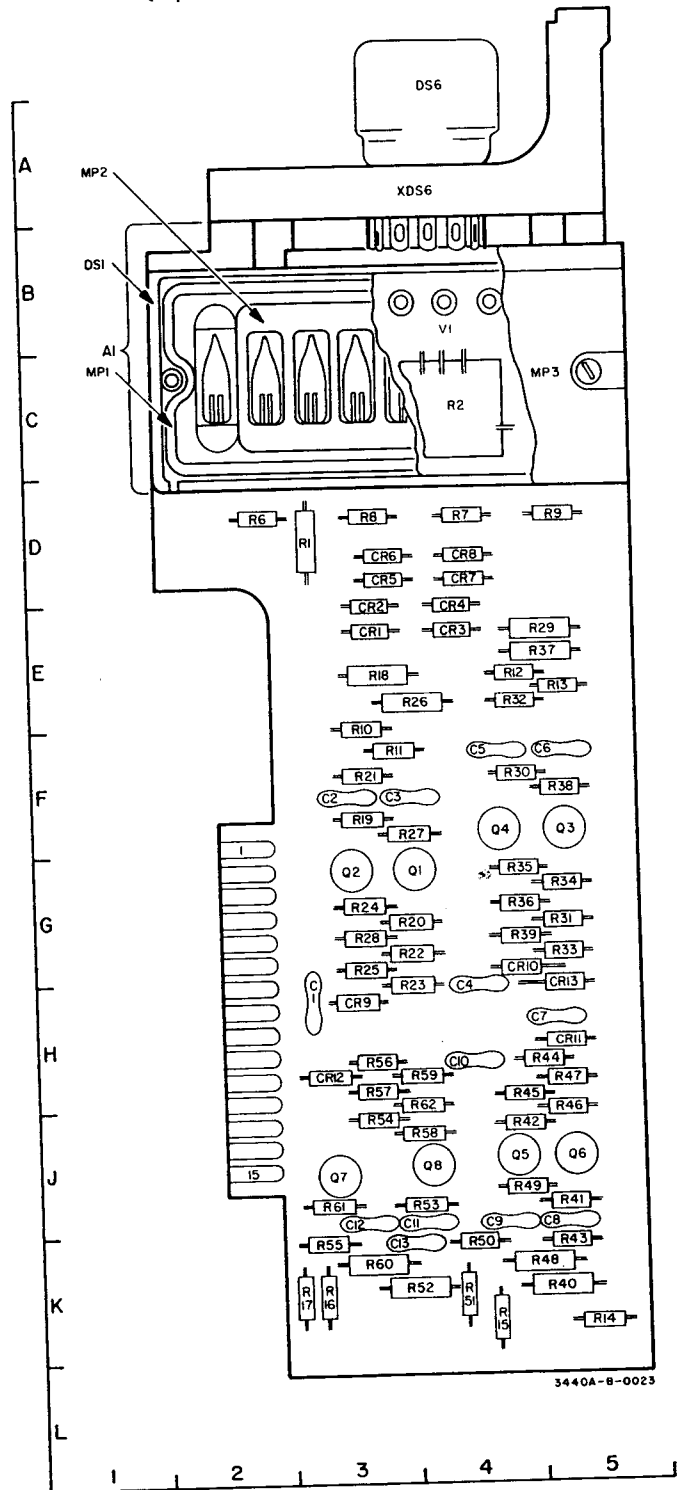 DS6
A
MP2
XDS6
DS1
B
V1
A1
MP3
MP1
R2
C
R6
R8
R7
R9
R1
D
CR6
CR8
CR5
CR7
CR2
CR4
CR1
CR3
R29
R37
E
R18
R12
R13
R26
R32
R10
R11
C5
C6
R21
R30
R38
F
C2
C3
R19
R27
Q4
Q3
1
Q2
Q1
R35
R34
R24
R36
G
R20
R31
R28
R39
R22
R33
R25
CR10
R23
C4
CR13
C1
CR9
C7
CR11
H
R56
C10
R44
CR12
R59
R47
R57
R45
R62
R46
R54
R42
R58
Q7
Q8
Q5
Q6
J
15
R49
R61
R53
R41
C12
C11
C9
C8
R55
C13
R50
R43
R60
R48
R52
R40
K
R17
R16
R51
R15
R14
3440A-B-0023
L
1
2
3
4
5